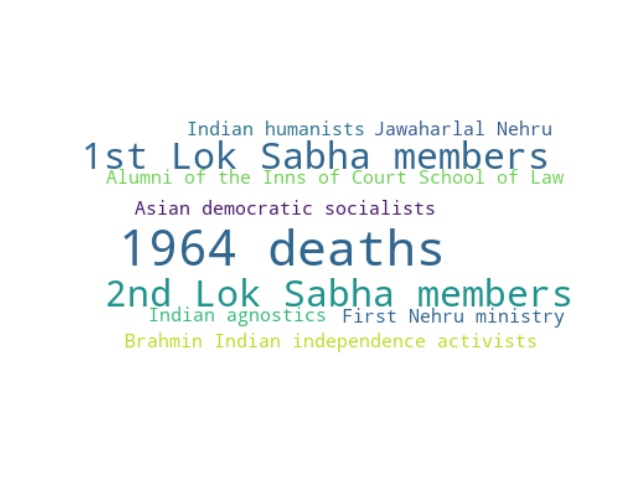 Indian humanists Jawaharlal Nehru
1st Lok Sabha members
Alumni of the Inns of Court School of Law
Asian democratic socialists
1964 deaths
2nd Lok Sabha members
Indian agnostics First Nehru ministry
Brahmin Indian independence activists